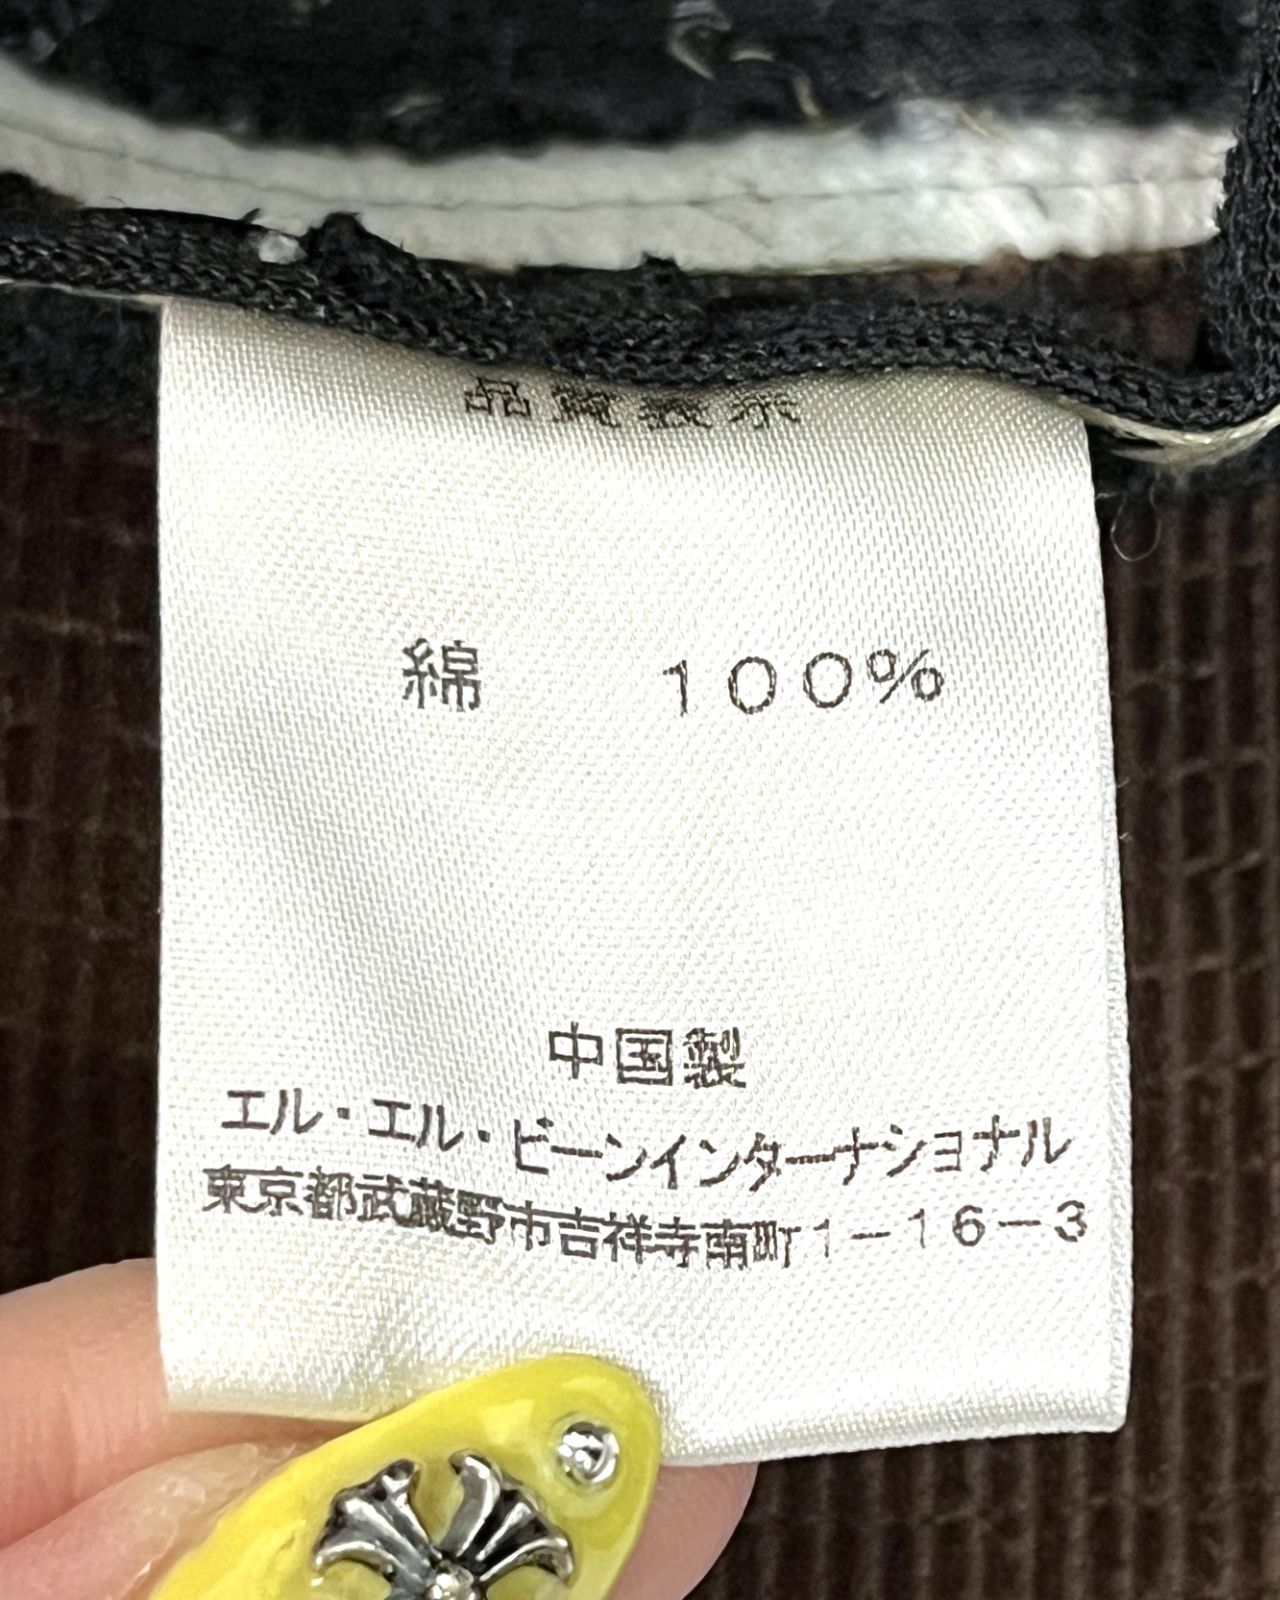 品質表示
綿 100%
中国製
エル・エル・ビーンインターナショナル
東京都武蔵野市吉祥寺南町1-16-3